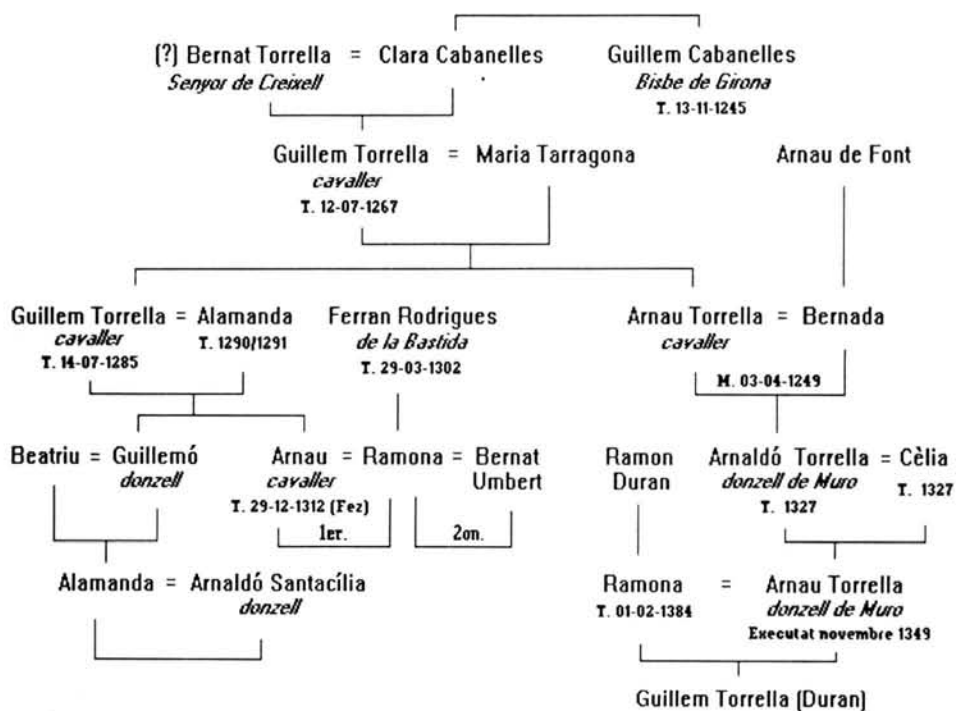 (?) Bernat Torrella = Clara Cabanelles Guillem Cabanelles
Senyor de Creixell Bisbe de Girona
T. 13-11-1245
Guillem Torrella = Maria Tarragona Arnau de Font
cavaller
T. 12-07-1267
Guillem Torrella = Alamanda Ferran Rodrigues Arnau Torrella = Bernada
cavaller T. 1290/1291 de la Bastida cavaller
T. 14-07-1285 T. 29-03-1302 M. 03-04-1249
Beatriu = Guillemó Arnau = Ramona = Bernat Ramon Arnaldó Torrella = Cèlia
donzell cavaller Umbert Duran donzell de Muro T. 1327
T. 29-12-1312 (Fez) T. 1327
1er. 2on.
Alamanda = Arnaldó Santacília Ramona = Arnau Torrella
donzell T. 01-02-1384 donzell de Muro
Executat novembre 1349
Guillem Torrella (Duran)